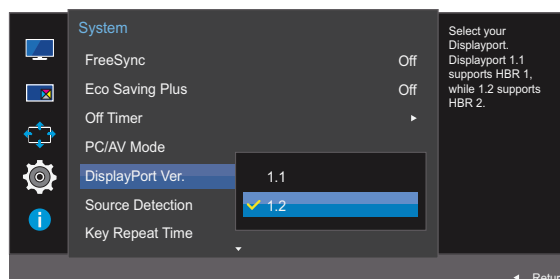 System
FreeSync Off
Eco Saving Plus Off
Off Timer
PC/AV Mode
DisplayPort Ver.
1.1
Source Detection
1.2
Key Repeat Time
Select your
Displayport.
Displayport 1.1
supports HBR 1,
while 1.2 supports
HBR 2.